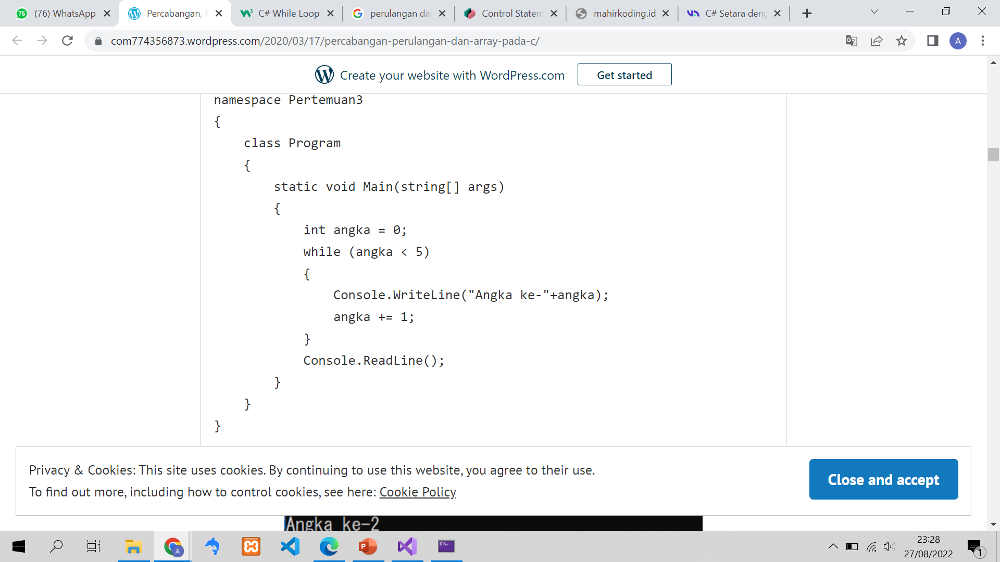 76 (76) WhatsApp
Percabangan, P
C# While Loop
perulangan da
Control Statem
mahirkoding.id
C# Setara deng
com774356873.wordpress.com/2020/03/17/percabangan-perulangan-dan-array-pada-c/
A
Create your website with WordPress.com
Get started
namespace Pertemuan3
{
    class Program
    {
        static void Main(string[] args)
        {
            int angka = 0;
            while (angka < 5)
            {
                Console.WriteLine("Angka ke-"+angka);
                angka += 1;
            }
            Console.ReadLine();
        }
    }
}
Privacy & Cookies: This site uses cookies. By continuing to use this website, you agree to their use.
To find out more, including how to control cookies, see here: Cookie Policy
Close and accept
Angka ke-2
23:28
27/08/2022
1